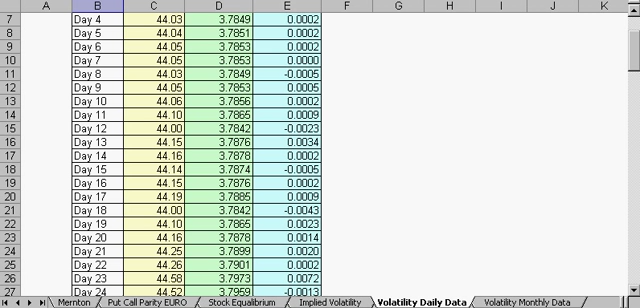 A B C D E F G H I J K
7 Day 4 44.03 3.7849 0.0002
8 Day 5 44.04 3.7851 0.0002
9 Day 6 44.05 3.7853 0.0002
10 Day 7 44.05 3.7853 0.0000
11 Day 8 44.03 3.7849 -0.0005
12 Day 9 44.05 3.7853 0.0005
13 Day 10 44.06 3.7856 0.0002
14 Day 11 44.10 3.7865 0.0009
15 Day 12 44.00 3.7842 -0.0023
16 Day 13 44.15 3.7876 0.0034
17 Day 14 44.16 3.7878 0.0002
18 Day 15 44.14 3.7874 -0.0005
19 Day 16 44.15 3.7876 0.0002
20 Day 17 44.19 3.7885 0.0009
21 Day 18 44.00 3.7842 -0.0043
22 Day 19 44.10 3.7865 0.0023
23 Day 20 44.16 3.7878 0.0014
24 Day 21 44.25 3.7899 0.0020
25 Day 22 44.26 3.7901 0.0002
26 Day 23 44.58 3.7973 0.0072
27 Day 24 44.52 3.7959 -0.0013
Mernton Put Call Parity EURO Stock Equalibrium Implied Volatility Volatility Daily Data Volatility Monthly Data